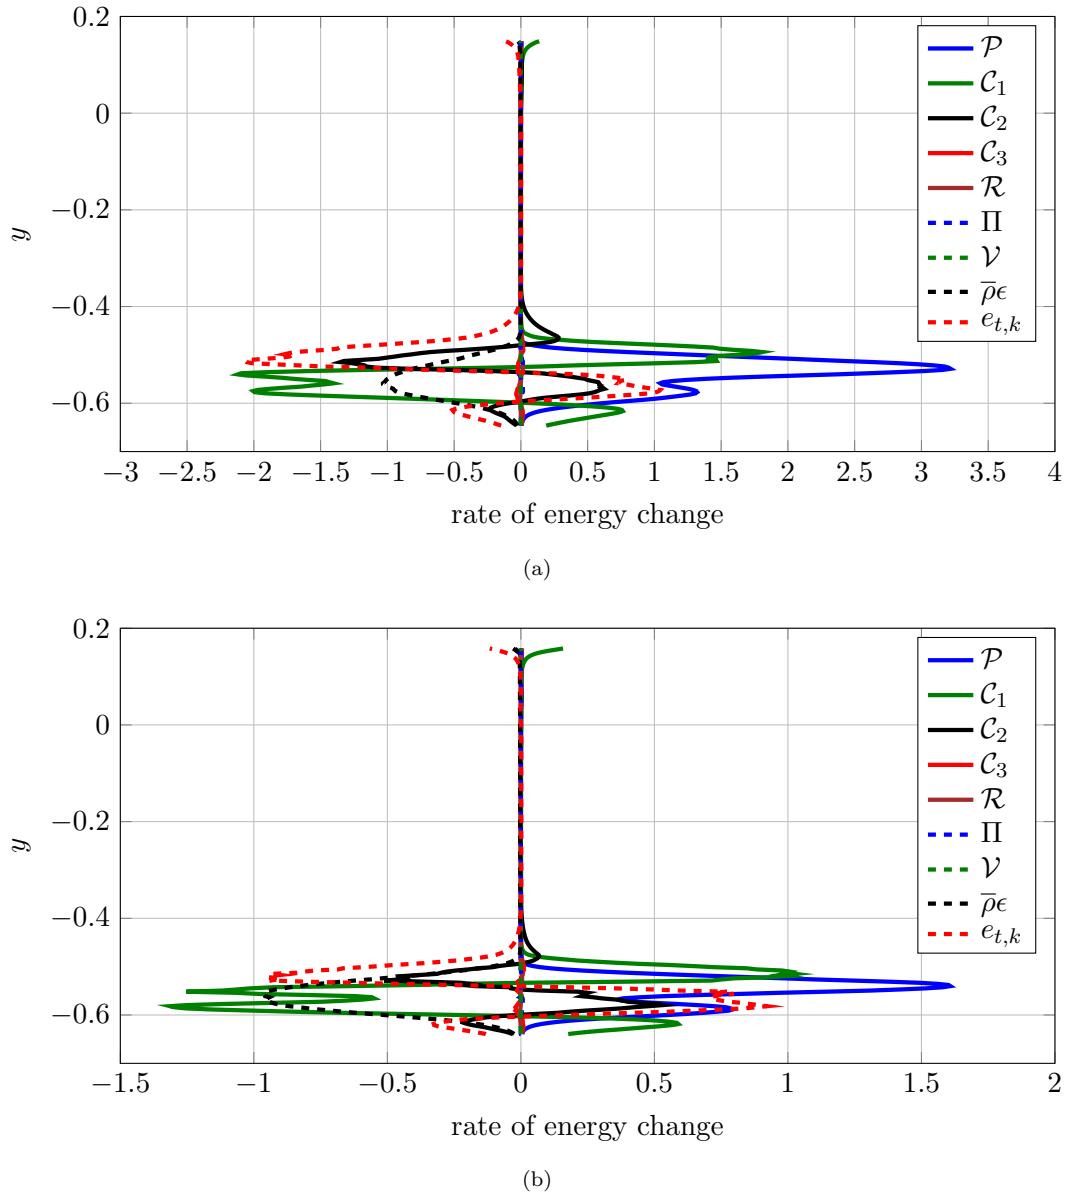 0.2
0
−0.2
−0.4
−0.6
y
−3 −2.5 −2 −1.5 −1 −0.5 0 0.5 1 1.5 2 2.5 3 3.5 4
rate of energy change
𝒫
𝒞₁
𝒞₂
𝒞₃
ℛ
Π
𝒱
ρ̅ϵ
e_{t,k}
(a)
0.2
0
−0.2
−0.4
−0.6
y
−1.5 −1 −0.5 0 0.5 1 1.5 2
rate of energy change
𝒫
𝒞₁
𝒞₂
𝒞₃
ℛ
Π
𝒱
ρ̅ϵ
e_{t,k}
(b)